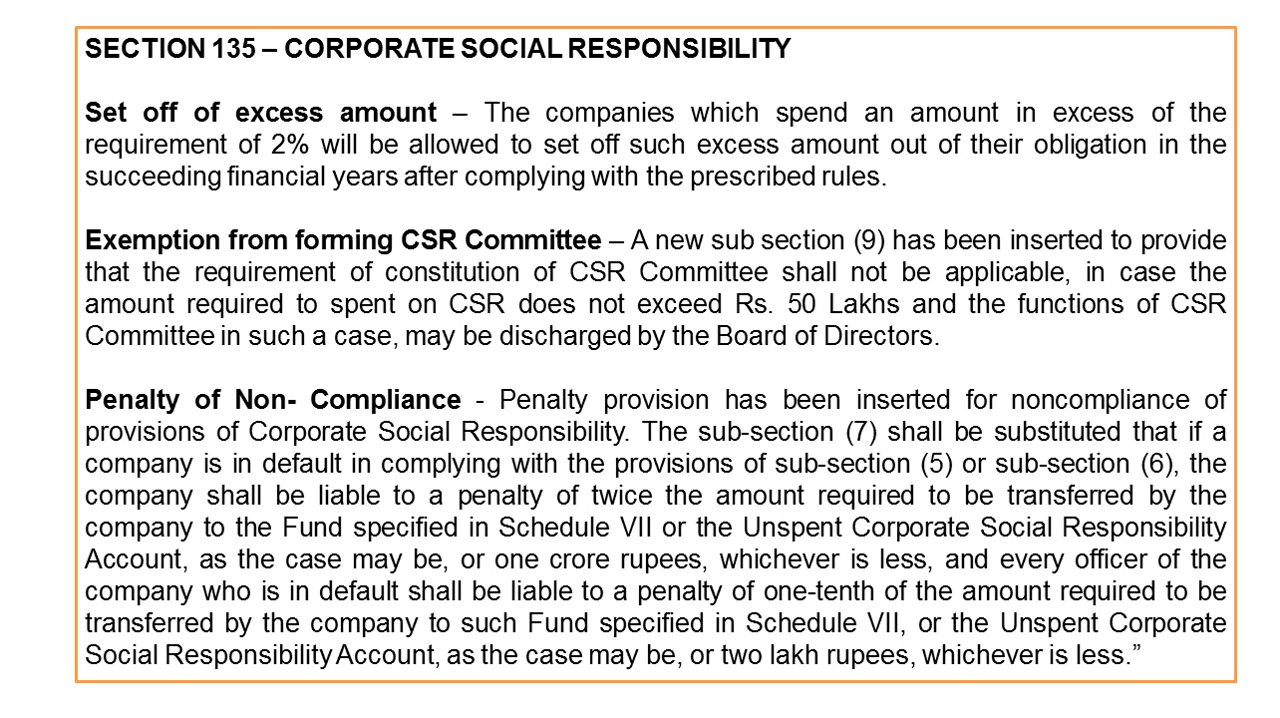 SECTION 135 – CORPORATE SOCIAL RESPONSIBILITY
Set off of excess amount – The companies which spend an amount in excess of the
requirement of 2% will be allowed to set off such excess amount out of their obligation in the
succeeding financial years after complying with the prescribed rules.
Exemption from forming CSR Committee – A new sub section (9) has been inserted to provide
that the requirement of constitution of CSR Committee shall not be applicable, in case the
amount required to spent on CSR does not exceed Rs. 50 Lakhs and the functions of CSR
Committee in such a case, may be discharged by the Board of Directors.
Penalty of Non- Compliance - Penalty provision has been inserted for noncompliance of
provisions of Corporate Social Responsibility. The sub-section (7) shall be substituted that if a
company is in default in complying with the provisions of sub-section (5) or sub-section (6), the
company shall be liable to a penalty of twice the amount required to be transferred by the
company to the Fund specified in Schedule VII or the Unspent Corporate Social Responsibility
Account, as the case may be, or one crore rupees, whichever is less, and every officer of the
company who is in default shall be liable to a penalty of one-tenth of the amount required to be
transferred by the company to such Fund specified in Schedule VII, or the Unspent Corporate
Social Responsibility Account, as the case may be, or two lakh rupees, whichever is less.”